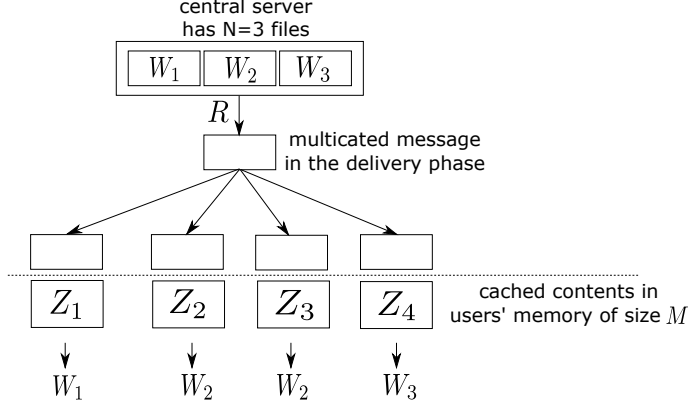 central server
has N=3 files
W₁ W₂ W₃
R
multicated message
in the delivery phase
Z₁ Z₂ Z₃ Z₄
cached contents in
users' memory of size M
W₁ W₂ W₂ W₃